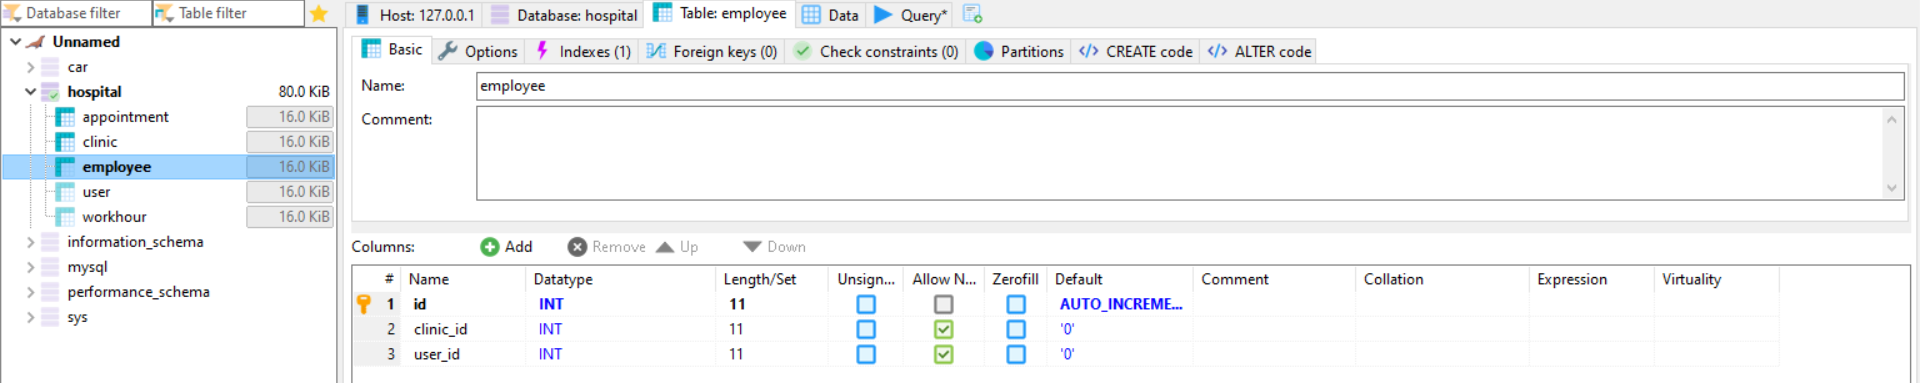 Database filter Table filter
Host: 127.0.0.1 Database: hospital Table: employee Data Query*
Unnamed
car
hospital 80.0 KiB
appointment 16.0 KiB
clinic 16.0 KiB
employee 16.0 KiB
user 16.0 KiB
workhour 16.0 KiB
information_schema
mysql
performance_schema
sys
Basic Options Indexes (1) Foreign keys (0) Check constraints (0) Partitions CREATE code ALTER code
Name: employee
Comment:
Columns: Add Remove Up Down
# Name Datatype Length/Set Unsign... Allow N... Zerofill Default Comment Collation Expression Virtuality
1 id INT 11 AUTO_INCREME...
2 clinic_id INT 11 '0'
3 user_id INT 11 '0'